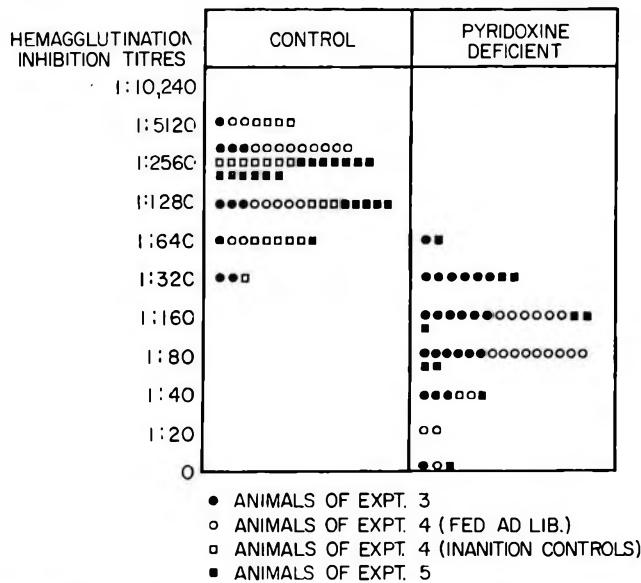 HEMAGGLUTINATION
INHIBITION TITRES
CONTROL
PYRIDOXINE
DEFICIENT
1:10,240
1:5120
1:2560
1:1280
1:640
1:320
1:160
1:80
1:40
1:20
0
● ANIMALS OF EXPT. 3
○ ANIMALS OF EXPT. 4 (FED AD LIB.)
□ ANIMALS OF EXPT. 4 (INANITION CONTROLS)
■ ANIMALS OF EXPT. 5